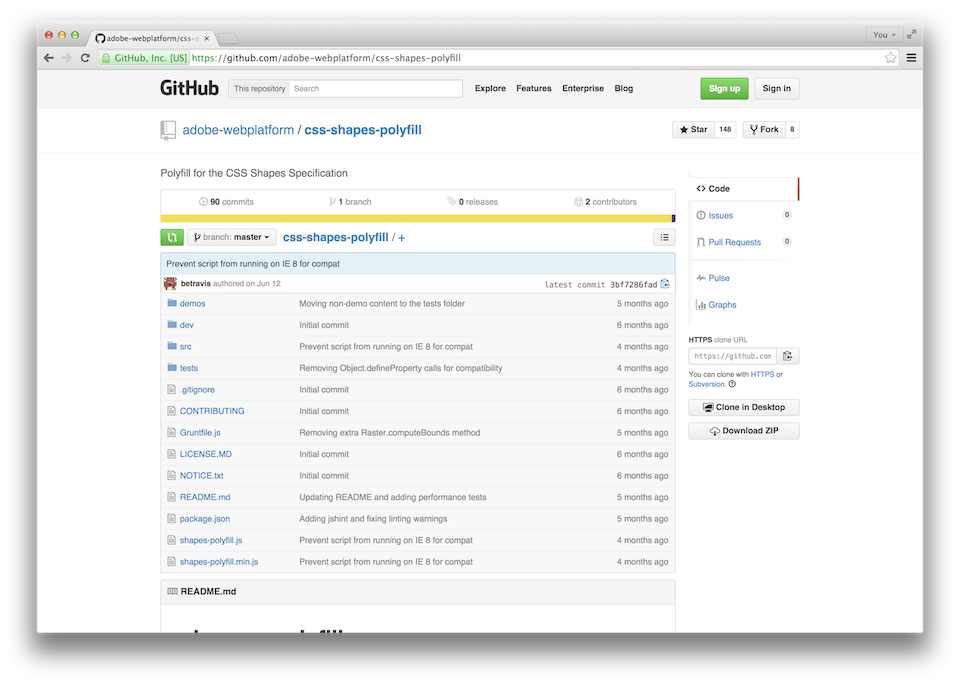 adobe-webplatform/css-s
You
GitHub, Inc. [US] https://github.com/adobe-webplatform/css-shapes-polyfill
GitHub This repository Search Explore Features Enterprise Blog Sign up Sign in
adobe-webplatform / css-shapes-polyfill Star 148 Fork 8
Polyfill for the CSS Shapes Specification
90 commits 1 branch 0 releases 2 contributors
branch: master css-shapes-polyfill / +
Prevent script from running on IE 8 for compat
betravis authored on Jun 12 latest commit 3bf7286fad
demos Moving non-demo content to the tests folder 5 months ago
dev Initial commit 6 months ago
src Prevent script from running on IE 8 for compat 4 months ago
tests Removing Object.defineProperty calls for compatibility 4 months ago
.gitignore Initial commit 6 months ago
CONTRIBUTING Initial commit 6 months ago
Gruntfile.js Removing extra Raster.computeBounds method 5 months ago
LICENSE.MD Initial commit 6 months ago
NOTICE.txt Initial commit 6 months ago
README.md Updating README and adding performance tests 5 months ago
package.json Adding jshint and fixing linting warnings 5 months ago
shapes-polyfill.js Prevent script from running on IE 8 for compat 4 months ago
shapes-polyfill.min.js Prevent script from running on IE 8 for compat 4 months ago
README.md
Code
Issues 0
Pull Requests 0
Pulse
Graphs
HTTPS clone URL
https://github.com
You can clone with HTTPS or
Subversion.
Clone in Desktop
Download ZIP